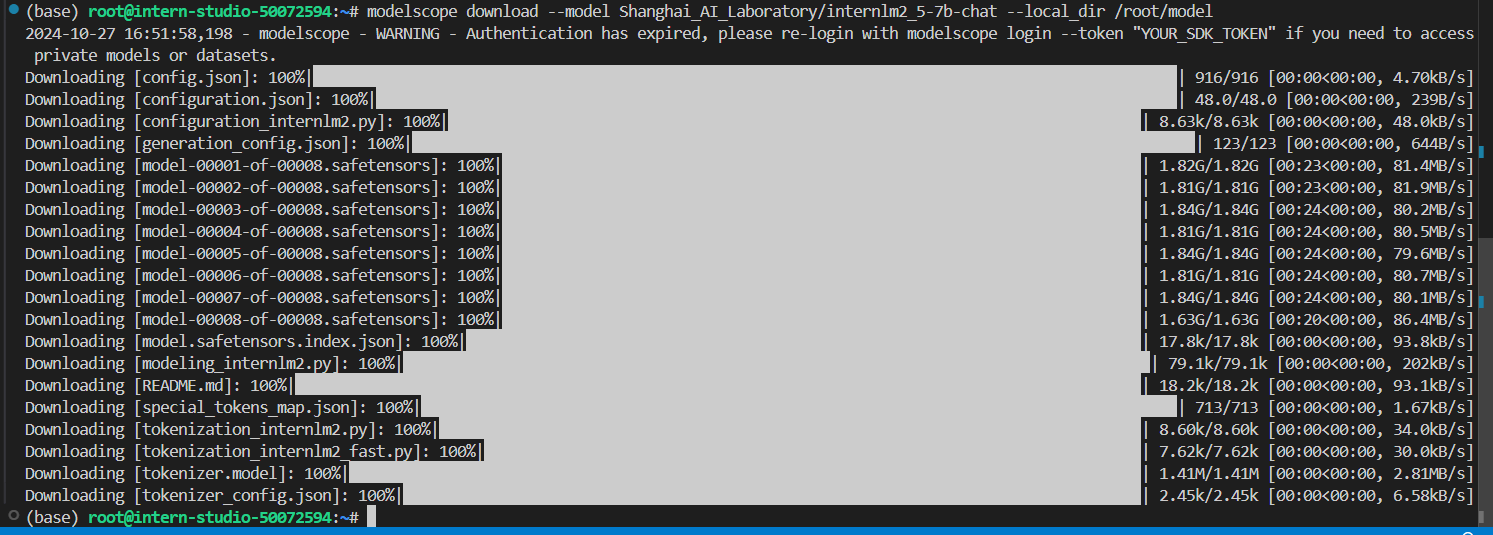 (base) root@intern-studio-50072594:~# modelscope download --model Shanghai_AI_Laboratory/internlm2_5-7b-chat --local_dir /root/model
2024-10-27 16:51:58,198 - modelscope - WARNING - Authentication has expired, please re-login with modelscope login --token "YOUR_SDK_TOKEN" if you need to access
private models or datasets.
Downloading [config.json]: 100%| | 916/916 [00:00<00:00, 4.70kB/s]
Downloading [configuration.json]: 100%| | 48.0/48.0 [00:00<00:00, 239B/s]
Downloading [configuration_internlm2.py]: 100%| | 8.63k/8.63k [00:00<00:00, 48.0kB/s]
Downloading [generation_config.json]: 100%| | 123/123 [00:00<00:00, 644B/s]
Downloading [model-00001-of-00008.safetensors]: 100%| | 1.82G/1.82G [00:23<00:00, 81.4MB/s]
Downloading [model-00002-of-00008.safetensors]: 100%| | 1.81G/1.81G [00:23<00:00, 81.9MB/s]
Downloading [model-00003-of-00008.safetensors]: 100%| | 1.84G/1.84G [00:24<00:00, 80.2MB/s]
Downloading [model-00004-of-00008.safetensors]: 100%| | 1.81G/1.81G [00:24<00:00, 80.5MB/s]
Downloading [model-00005-of-00008.safetensors]: 100%| | 1.84G/1.84G [00:24<00:00, 79.6MB/s]
Downloading [model-00006-of-00008.safetensors]: 100%| | 1.81G/1.81G [00:24<00:00, 80.7MB/s]
Downloading [model-00007-of-00008.safetensors]: 100%| | 1.84G/1.84G [00:24<00:00, 80.1MB/s]
Downloading [model-00008-of-00008.safetensors]: 100%| | 1.63G/1.63G [00:20<00:00, 86.4MB/s]
Downloading [model.safetensors.index.json]: 100%| | 17.8k/17.8k [00:00<00:00, 93.8kB/s]
Downloading [modeling_internlm2.py]: 100%| | 79.1k/79.1k [00:00<00:00, 202kB/s]
Downloading [README.md]: 100%| | 18.2k/18.2k [00:00<00:00, 93.1kB/s]
Downloading [special_tokens_map.json]: 100%| | 713/713 [00:00<00:00, 1.67kB/s]
Downloading [tokenization_internlm2.py]: 100%| | 8.60k/8.60k [00:00<00:00, 34.0kB/s]
Downloading [tokenization_internlm2_fast.py]: 100%| | 7.62k/7.62k [00:00<00:00, 30.0kB/s]
Downloading [tokenizer.model]: 100%| | 1.41M/1.41M [00:00<00:00, 2.81MB/s]
Downloading [tokenizer_config.json]: 100%| | 2.45k/2.45k [00:00<00:00, 6.58kB/s]
(base) root@intern-studio-50072594:~#